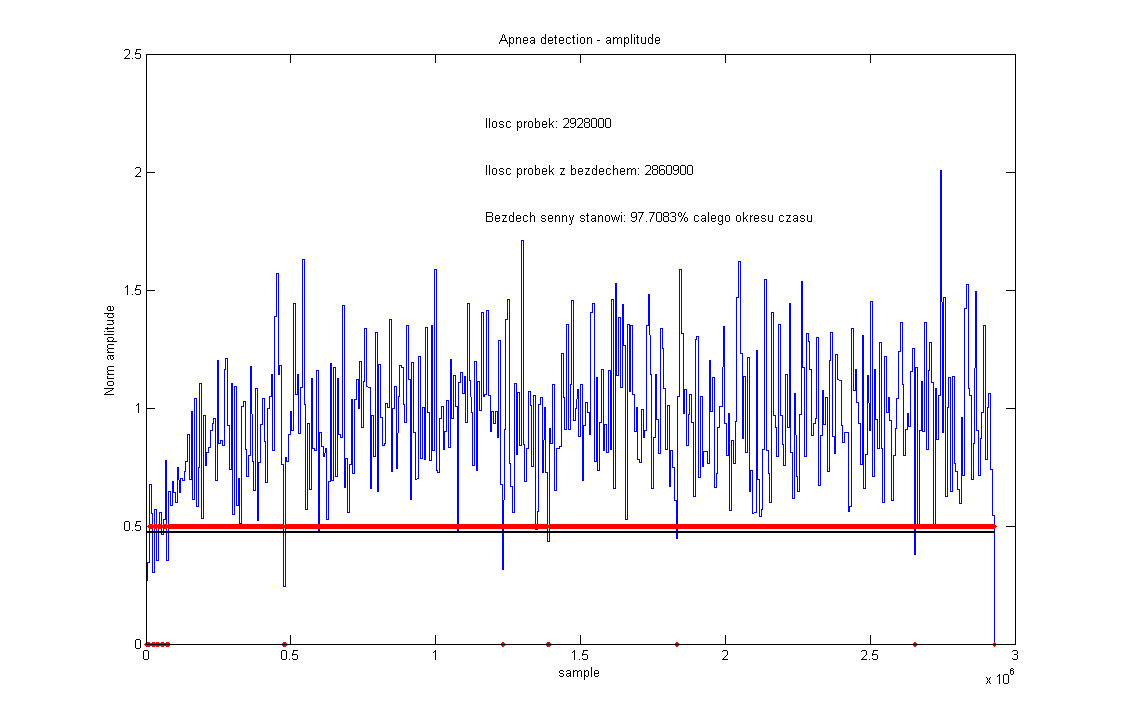 Apnea detection - amplitude
2.5
Ilosc probek: 2928000
2
Ilosc probek z bezdechem: 2860900
Bezdech senny stanowi: 97.7083% calego okresu czasu
1.5
Norm amplitude
1
0.5
0
0 0.5 1 1.5 2 2.5 3
sample
x 10^6